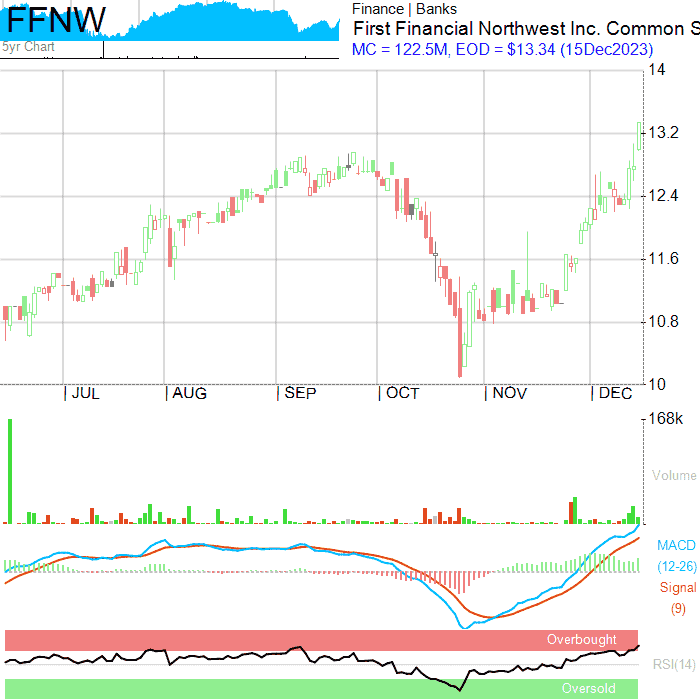 FFNW
5yr Chart
Finance | Banks
First Financial Northwest Inc. Common S
MC = 122.5M, EOD = $13.34 (15Dec2023)
14
13.2
12.4
11.6
10.8
10
JUL AUG SEP OCT NOV DEC
168k
Volume
MACD
(12-26)
Signal
(9)
Overbought
RSI(14)
Oversold